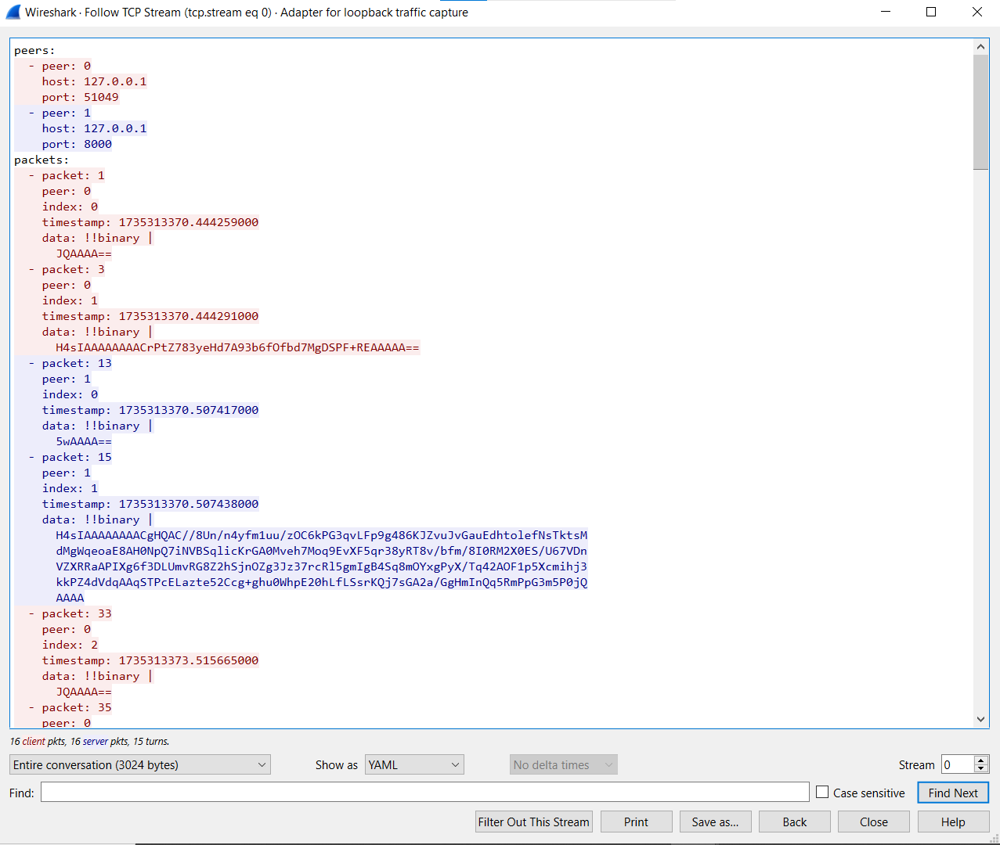 Wireshark · Follow TCP Stream (tcp.stream eq 0) · Adapter for loopback traffic capture
peers:
  - peer: 0
    host: 127.0.0.1
    port: 51049
  - peer: 1
    host: 127.0.0.1
    port: 8000
packets:
  - packet: 1
    peer: 0
    index: 0
    timestamp: 1735313370.444259000
    data: !!binary |
      JQAAAA==
  - packet: 3
    peer: 0
    index: 1
    timestamp: 1735313370.444291000
    data: !!binary |
      H4sIAAAAAAAACrPtZ783yeHd7A93b6fOfbd7MgDSPF+REAAAAA==
  - packet: 13
    peer: 1
    index: 0
    timestamp: 1735313370.507417000
    data: !!binary |
      5wAAAA==
  - packet: 15
    peer: 1
    index: 1
    timestamp: 1735313370.507438000
    data: !!binary |
      H4sIAAAAAAAACgHQAC//8Un/n4yfm1uu/zOC6kPG3qvLFp9g486KJZvuJvGauEdhtolefNsTktsM
      dMgWqeoaE8AH0NpQ7iNVBSqlicKrGA0Mveh7Moq9EvXF5qr38yRT8v/bfm/8I0RM2X0ES/U67VDn
      VZXRRaAPIXg6f3DLUmvRG8Z2hSjnOZg3Jz37rcRl5gmIgB4Sq8mOYxgPyX/Tq42AOF1p5Xcmihj3
      kkPZ4dVdqAAqSTPcELazte52Ccg+ghu0WhpE20hLfLSsrKQj7sGA2a/GgHmInQq5RmPpG3m5P0jQ
      AAAA
  - packet: 33
    peer: 0
    index: 2
    timestamp: 1735313373.515665000
    data: !!binary |
      JQAAAA==
  - packet: 35
    peer: 0
16 client pkts, 16 server pkts, 15 turns.
Entire conversation (3024 bytes) Show as YAML No delta times Stream 0
Find: Case sensitive Find Next
Filter Out This Stream Print Save as... Back Close Help